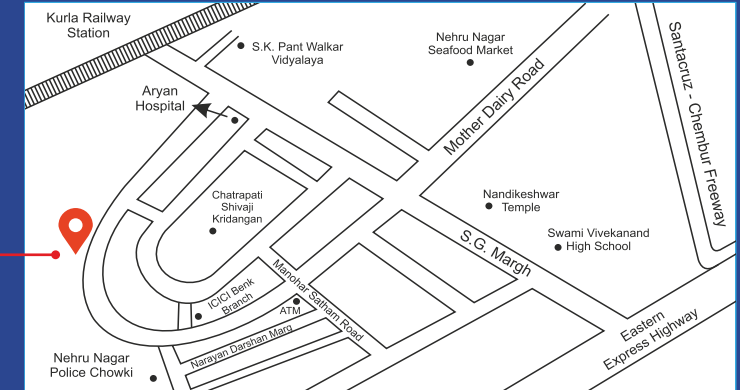 Kurla Railway
Station
S.K. Pant Walkar
Vidyalaya
Nehru Nagar
Seafood Market
Santacruz - Chembur Freeway
Aryan
Hospital
Mother Dairy Road
Chatrapati
Shivaji
Kridangan
Nandikeshwar
Temple
Swami Vivekanand
High School
S.G. Margh
Manohar Satham Road
ICICI Benk
Branch
ATM
Narayan Darshan Marg
Eastern
Express Highway
Nehru Nagar
Police Chowki